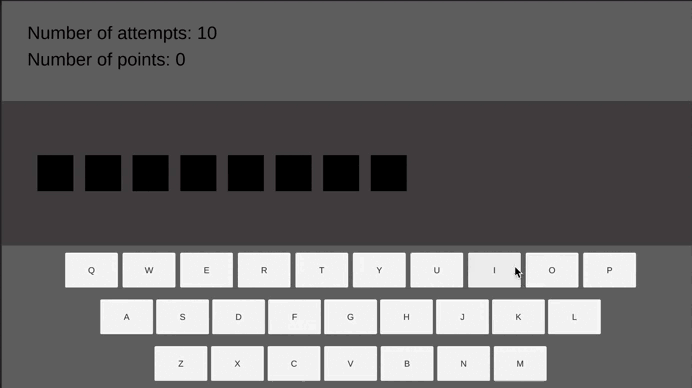 Number of attempts: 10
Number of points: 0
Q W E R T Y U I O P
A S D F G H J K L
Z X C V B N M